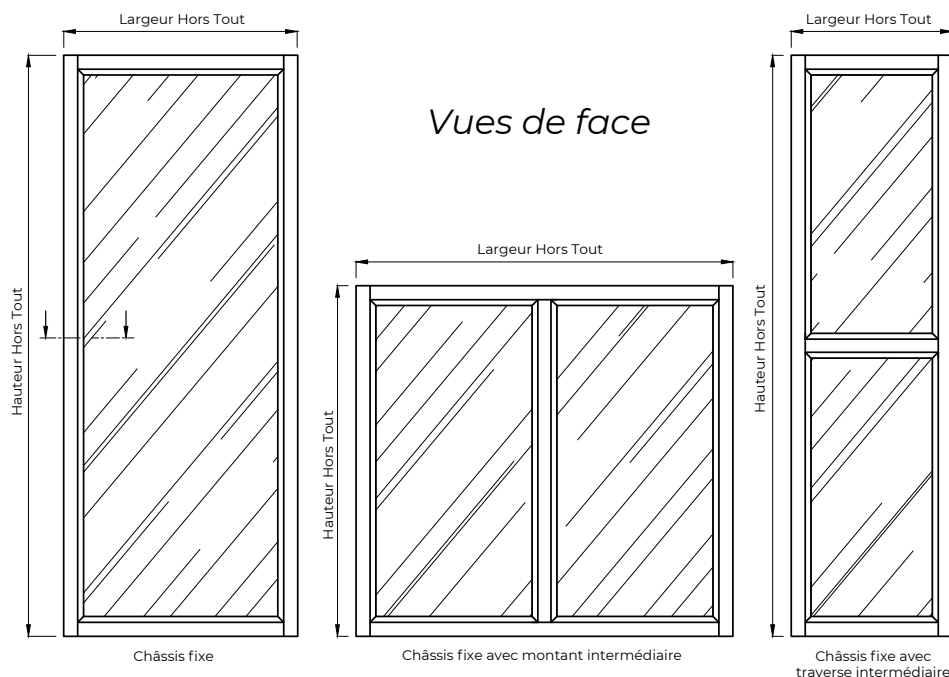 Largeur Hors Tout
Largeur Hors Tout
Vues de face
Largeur Hors Tout
Hauteur Hors Tout
Hauteur Hors Tout
Hauteur Hors Tout
Châssis fixe
Châssis fixe avec montant intermédiaire
Châssis fixe avec
traverse intermédiaire